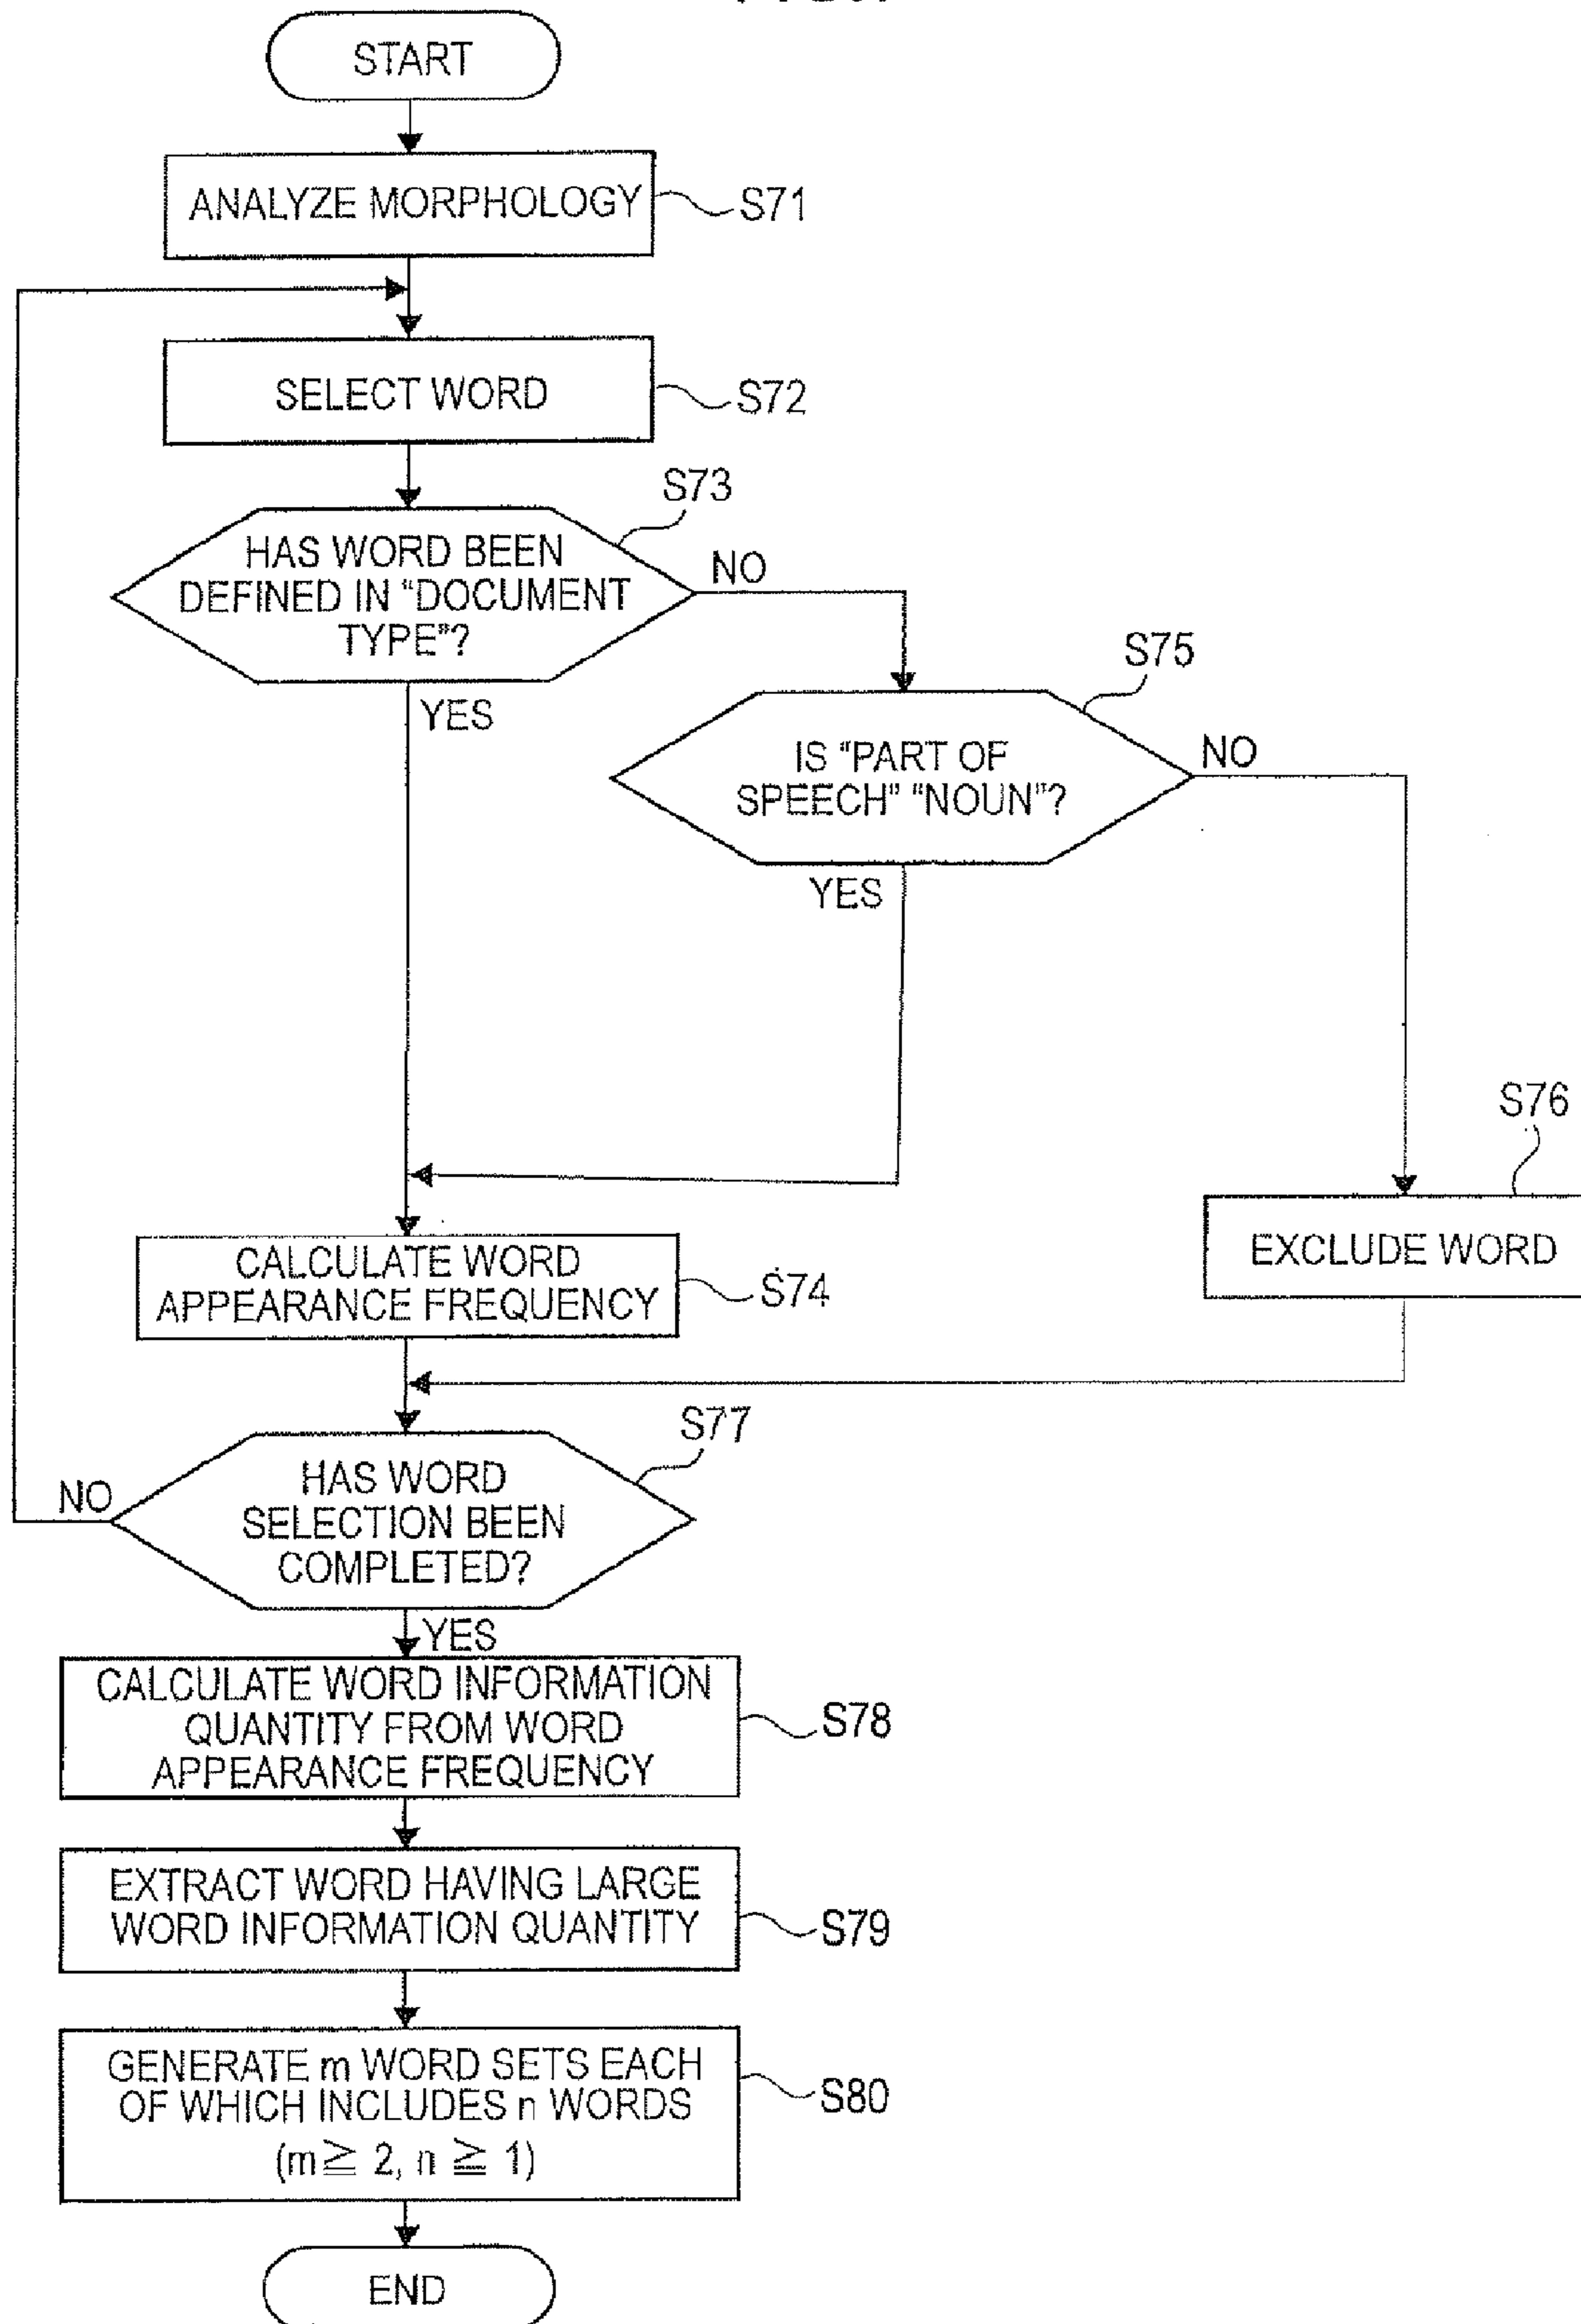 START
ANALYZE MORPHOLOGY
S71
SELECT WORD
S72
S73
HAS WORD BEEN
DEFINED IN “DOCUMENT
TYPE”?
NO
YES
S75
IS “PART OF
SPEECH” “NOUN”?
NO
YES
S76
EXCLUDE WORD
CALCULATE WORD
APPEARANCE FREQUENCY
S74
S77
HAS WORD
SELECTION BEEN
COMPLETED?
NO
YES
CALCULATE WORD INFORMATION
QUANTITY FROM WORD
APPEARANCE FREQUENCY
S78
EXTRACT WORD HAVING LARGE
WORD INFORMATION QUANTITY
S79
GENERATE m WORD SETS EACH
OF WHICH INCLUDES n WORDS
(m ≧ 2, n ≧ 1)
S80
END